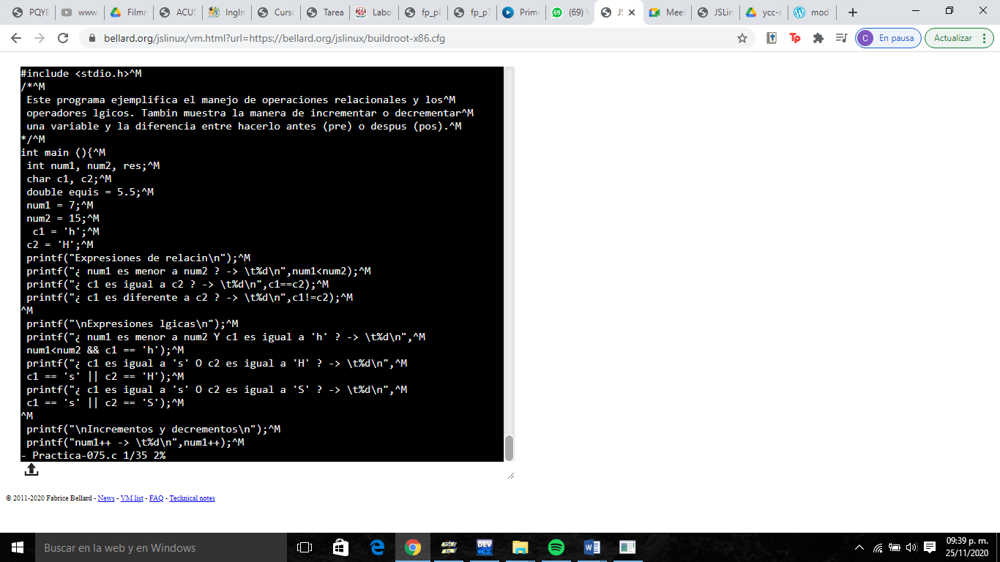 PQYE
www
Filmr
ACUS
IngIn
Curso
Tarea
Labo
fp_p8
fp_p7
Prime
(69)
JS
Meet
JSLin
ycc-r
mod
bellard.org/jslinux/vm.html?url=https://bellard.org/jslinux/buildroot-x86.cfg
Tp
C En pausa
Actualizar
#include <stdio.h>^M
/*^M
 Este programa ejemplifica el manejo de operaciones relacionales y los^M
 operadores lgicos. Tambin muestra la manera de incrementar o decrementar^M
 una variable y la diferencia entre hacerlo antes (pre) o despus (pos).^M
*/^M
int main (){^M
 int num1, num2, res;^M
 char c1, c2;^M
 double equis = 5.5;^M
 num1 = 7;^M
 num2 = 15;^M
  c1 = 'h';^M
 c2 = 'H';^M
 printf("Expresiones de relacin\n");^M
 printf("¿ num1 es menor a num2 ? -> \t%d\n",num1<num2);^M
 printf("¿ c1 es igual a c2 ? -> \t%d\n",c1==c2);^M
 printf("¿ c1 es diferente a c2 ? -> \t%d\n",c1!=c2);^M
^M
 printf("\nExpresiones lgicas\n");^M
 printf("¿ num1 es menor a num2 Y c1 es igual a 'h' ? -> \t%d\n",^M
 num1<num2 && c1 == 'h');^M
 printf("¿ c1 es igual a 's' O c2 es igual a 'H' ? -> \t%d\n",^M
 c1 == 's' || c2 == 'H');^M
 printf("¿ c1 es igual a 's' O c2 es igual a 'S' ? -> \t%d\n",^M
 c1 == 's' || c2 == 'S');^M
^M
 printf("\nIncrementos y decrementos\n");^M
 printf("num1++ -> \t%d\n",num1++);^M
- Practica-075.c 1/35 2%
© 2011-2020 Fabrice Bellard - News - VM list - FAQ - Technical notes
Buscar en la web y en Windows
DEV
09:39 p. m.
25/11/2020